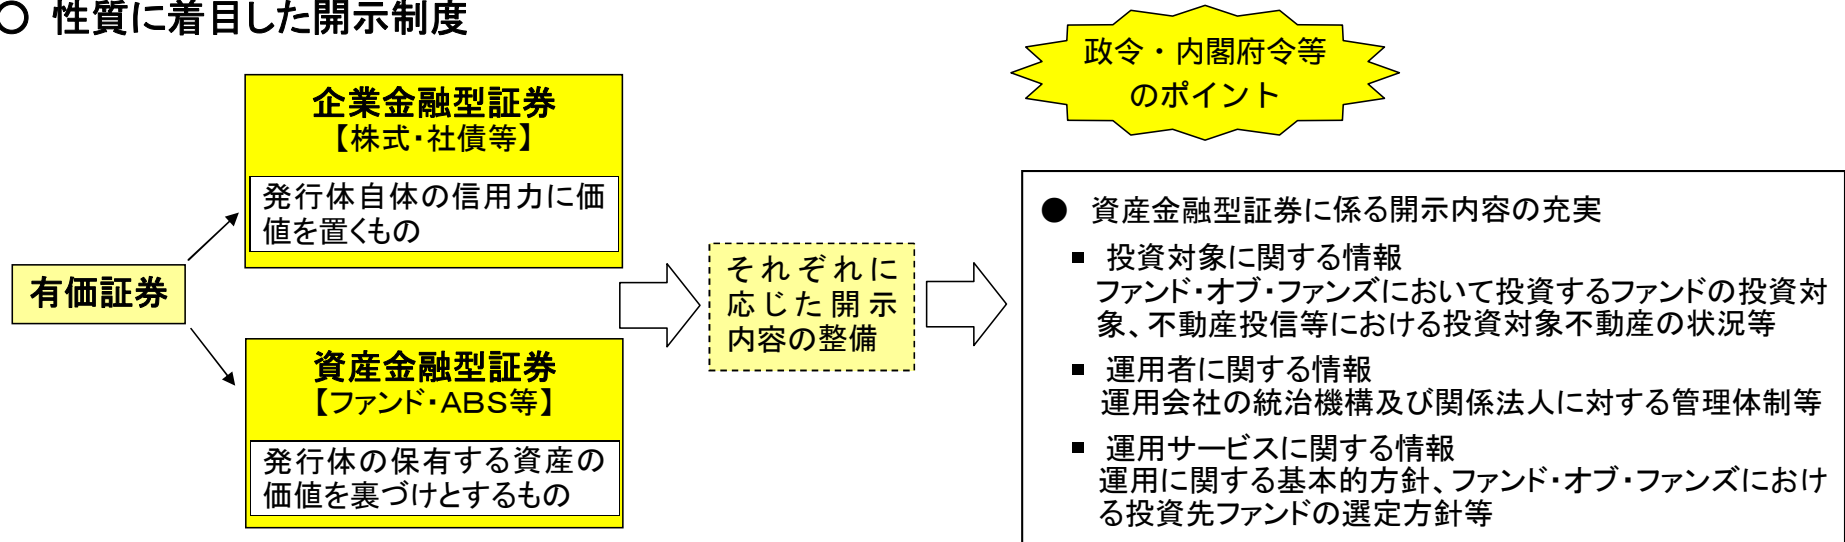 ○ 性質に着目した開示制度
政令・内閣府令等
のポイント
有価証券
企業金融型証券
【株式・社債等】
発行体自体の信用力に価
値を置くもの
資産金融型証券
【ファンド・ABS等】
発行体の保有する資産の
価値を裏づけとするもの
それぞれに
応じた開示
内容の整備
● 資産金融型証券に係る開示内容の充実
▪ 投資対象に関する情報
ファンド・オブ・ファンズにおいて投資するファンドの投資対
象、不動産投信等における投資対象不動産の状況等
▪ 運用者に関する情報
運用会社の統治機構及び関係法人に対する管理体制等
▪ 運用サービスに関する情報
運用に関する基本的方針、ファンド・オブ・ファンズにおけ
る投資先ファンドの選定方針等